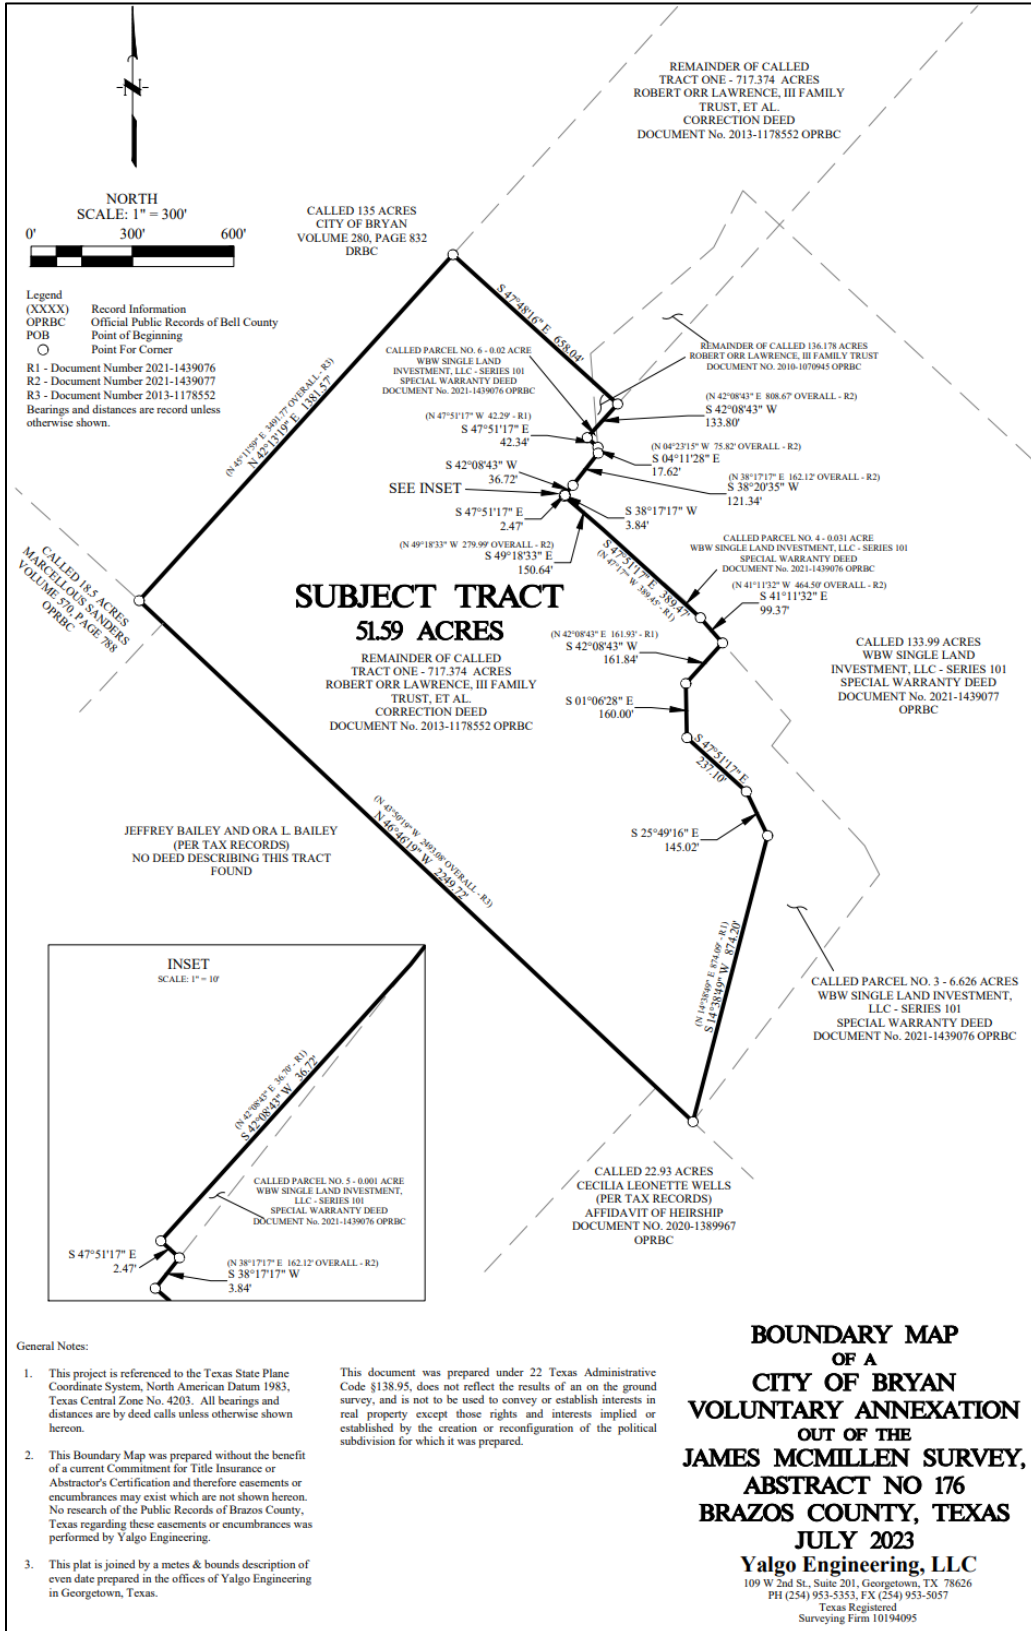 REMAINDER OF CALLED
TRACT ONE - 717.374 ACRES
ROBERT ORR LAWRENCE, III FAMILY
TRUST, ET AL.
CORRECTION DEED
DOCUMENT No. 2013-1178552 OPRBC
N
NORTH
SCALE: 1" = 300'
0' 300' 600'
CALLED 135 ACRES
CITY OF BRYAN
VOLUME 280, PAGE 832
DRBC
Legend
(XXXX) Record Information
OPRBC Official Public Records of Bell County
POB Point of Beginning
Point For Corner
R1 - Document Number 2021-1439076
R2 - Document Number 2021-1439077
R3 - Document Number 2013-1178552
Bearings and distances are record unless
otherwise shown.
S 47°48'16" E 658.04'
CALLED PARCEL NO. 6 - 0.02 ACRE
WBW SINGLE LAND
INVESTMENT, LLC - SERIES 101
SPECIAL WARRANTY DEED
DOCUMENT No. 2021-1439076 OPRBC
REMAINDER OF CALLED 136.178 ACRES
ROBERT ORR LAWRENCE, III FAMILY TRUST
DOCUMENT NO. 2010-1070945 OPRBC
(N 45°11'59" E 3491.77' OVERALL - R3)
N 42°13'19" E 1381.57'
(N 42°08'43" E 808.67' OVERALL - R2)
S 42°08'43" W
133.80'
(N 47°51'17" W 42.29' - R1)
S 47°51'17" E
42.34'
(N 04°23'15" W 75.82' OVERALL - R2)
S 04°11'28" E
17.62'
S 42°08'43" W
36.72'
(N 38°17'17" E 162.12' OVERALL - R2)
S 38°20'35" W
121.34'
SEE INSET
S 47°51'17" E
2.47'
S 38°17'17" W
3.84'
(N 49°18'33" W 279.99' OVERALL - R2)
S 49°18'33" E
150.64'
S 47°51'17" E 389.47'
(N 47°17" W 389.45' - R1)
CALLED PARCEL NO. 4 - 0.031 ACRE
WBW SINGLE LAND INVESTMENT, LLC - SERIES 101
SPECIAL WARRANTY DEED
DOCUMENT No. 2021-1439076 OPRBC
(N 41°11'32" W 464.50' OVERALL - R2)
S 41°11'32" E
99.37'
CALLED 18.5 ACRES
MARCELLOUS SANDERS
VOLUME 570, PAGE 788
OPRBC
SUBJECT TRACT
51.59 ACRES
REMAINDER OF CALLED
TRACT ONE - 717.374 ACRES
ROBERT ORR LAWRENCE, III FAMILY
TRUST, ET AL.
CORRECTION DEED
DOCUMENT No. 2013-1178552 OPRBC
(N 42°08'43" E 161.93' - R1)
S 42°08'43" W
161.84'
CALLED 133.99 ACRES
WBW SINGLE LAND
INVESTMENT, LLC - SERIES 101
SPECIAL WARRANTY DEED
DOCUMENT No. 2021-1439077
OPRBC
S 01°06'28" E
160.00'
S 47°51'17" E
237.10'
S 25°49'16" E
145.02'
(N 43°50'19" W 2493.08' OVERALL - R3)
N 46°46'19" W 2249.72'
JEFFREY BAILEY AND ORA L. BAILEY
(PER TAX RECORDS)
NO DEED DESCRIBING THIS TRACT
FOUND
(N 14°38'49" E 874.09' - R1)
S 14°38'49" W 874.20'
CALLED PARCEL NO. 3 - 6.626 ACRES
WBW SINGLE LAND INVESTMENT,
LLC - SERIES 101
SPECIAL WARRANTY DEED
DOCUMENT No. 2021-1439076 OPRBC
INSET
SCALE: 1" = 10'
(N 42°08'43" E 36.70' - R1)
S 42°08'43" W 36.72'
CALLED PARCEL NO. 5 - 0.001 ACRE
WBW SINGLE LAND INVESTMENT,
LLC - SERIES 101
SPECIAL WARRANTY DEED
DOCUMENT No. 2021-1439076 OPRBC
S 47°51'17" E
2.47'
(N 38°17'17" E 162.12' OVERALL - R2)
S 38°17'17" W
3.84'
CALLED 22.93 ACRES
CECILIA LEONETTE WELLS
(PER TAX RECORDS)
AFFIDAVIT OF HEIRSHIP
DOCUMENT NO. 2020-1389967
OPRBC
General Notes:
1. This project is referenced to the Texas State Plane
Coordinate System, North American Datum 1983,
Texas Central Zone No. 4203. All bearings and
distances are by deed calls unless otherwise shown
hereon.
2. This Boundary Map was prepared without the benefit
of a current Commitment for Title Insurance or
Abstractor's Certification and therefore easements or
encumbrances may exist which are not shown hereon.
No research of the Public Records of Brazos County,
Texas regarding these easements or encumbrances was
performed by Yalgo Engineering.
3. This plat is joined by a metes & bounds description of
even date prepared in the offices of Yalgo Engineering
in Georgetown, Texas.
This document was prepared under 22 Texas Administrative
Code §138.95, does not reflect the results of an on the ground
survey, and is not to be used to convey or establish interests in
real property except those rights and interests implied or
established by the creation or reconfiguration of the political
subdivision for which it was prepared.
BOUNDARY MAP
OF A
CITY OF BRYAN
VOLUNTARY ANNEXATION
OUT OF THE
JAMES MCMILLEN SURVEY,
ABSTRACT NO 176
BRAZOS COUNTY, TEXAS
JULY 2023
Yalgo Engineering, LLC
109 W 2nd St., Suite 201, Georgetown, TX 78626
PH (254) 953-5353, FX (254) 953-5057
Texas Registered
Surveying Firm 10194095